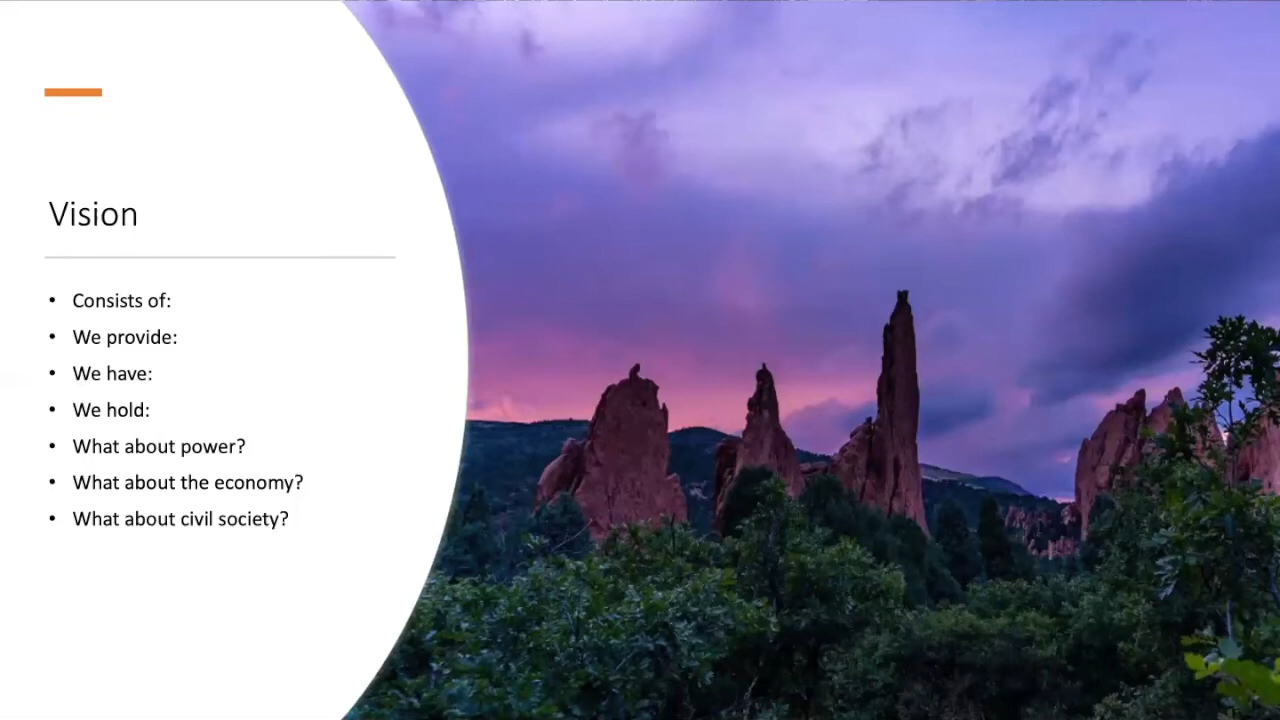 Vision
• Consists of:
• We provide:
• We have:
• We hold:
• What about power?
• What about the economy?
• What about civil society?